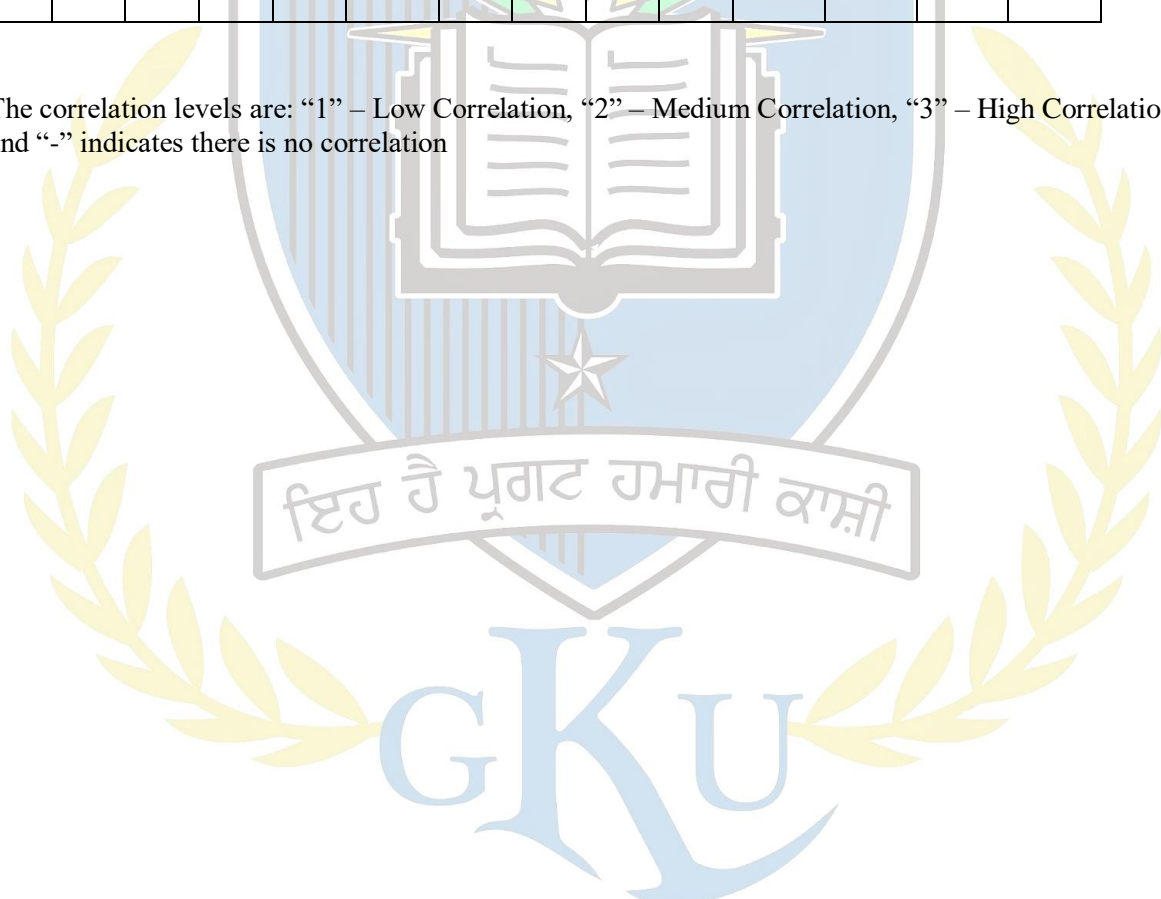 The correlation levels are: “1” – Low Correlation, “2” – Medium Correlation, “3” – High Correlatio
nd “-” indicates there is no correlation
ਇਹ ਹੈ ਪ੍ਰਗਟ ਹਮਾਰੀ ਕਾਸ਼ੀ
GKU